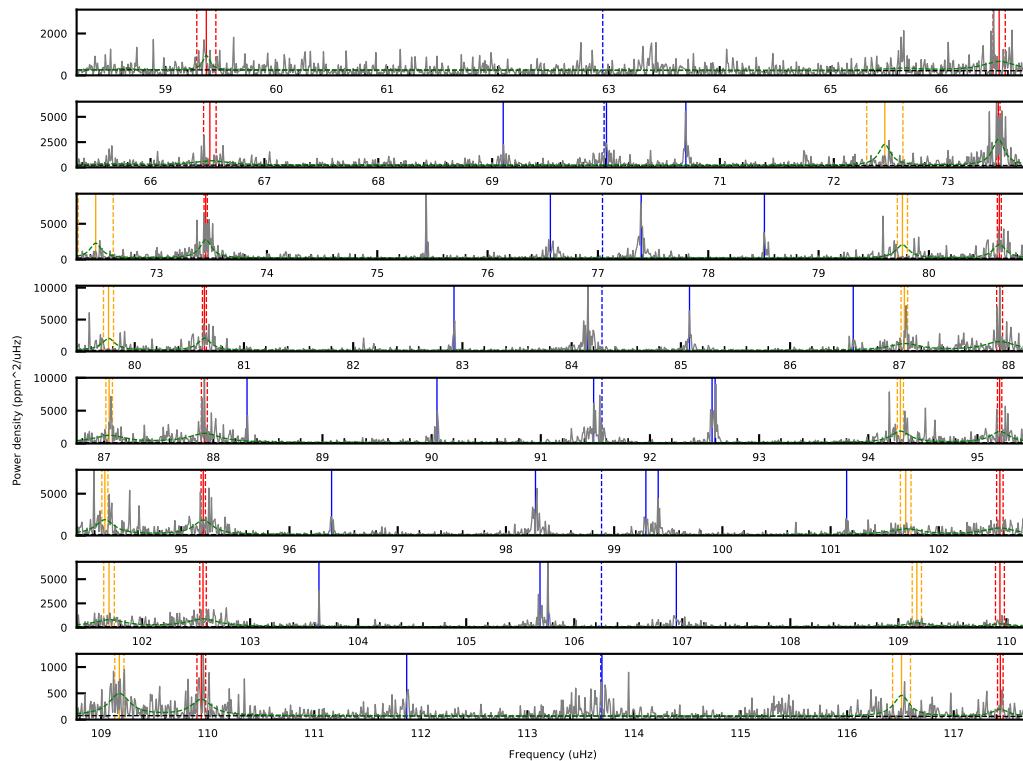 2000
0
59 60 61 62 63 64 65 66
5000
2500
0
66 67 68 69 70 71 72 73
5000
0
73 74 75 76 77 78 79 80
10000
5000
0
80 81 82 83 84 85 86 87 88
10000
5000
0
87 88 89 90 91 92 93 94 95
Power density (ppm^2/uHz)
5000
0
95 96 97 98 99 100 101 102
5000
2500
0
102 103 104 105 106 107 108 109 110
1000
500
0
109 110 111 112 113 114 115 116 117
Frequency (uHz)